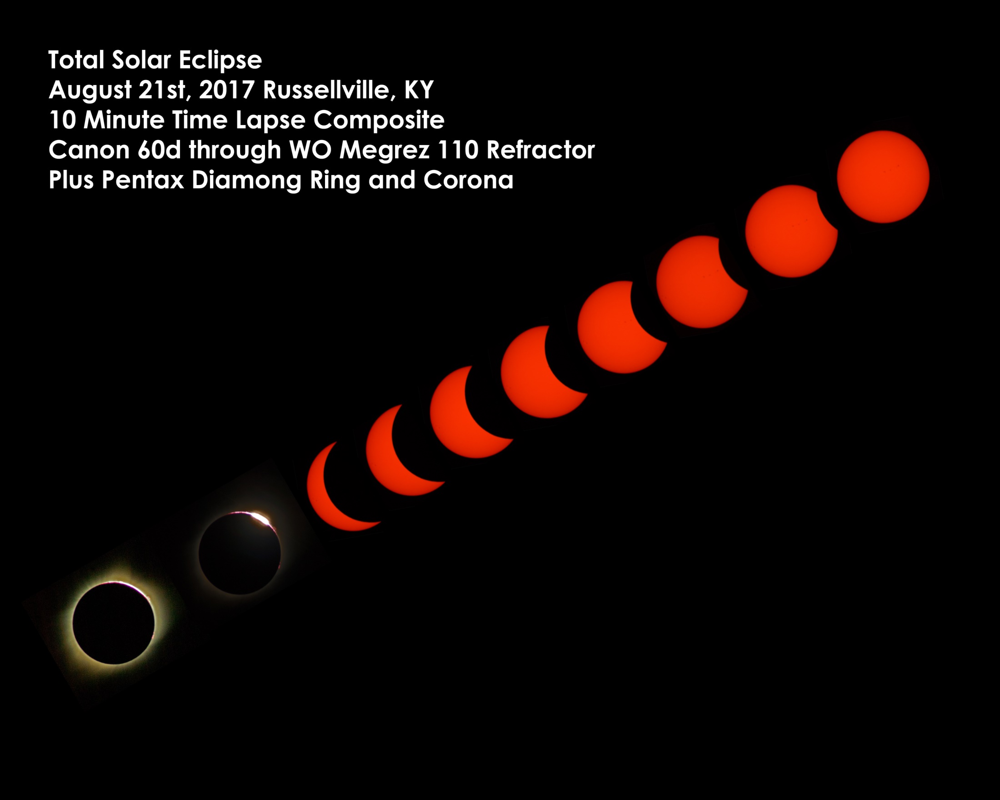 Total Solar Eclipse
August 21st, 2017 Russellville, KY
10 Minute Time Lapse Composite
Canon 60d through WO Megrez 110 Refractor
Plus Pentax Diamong Ring and Corona